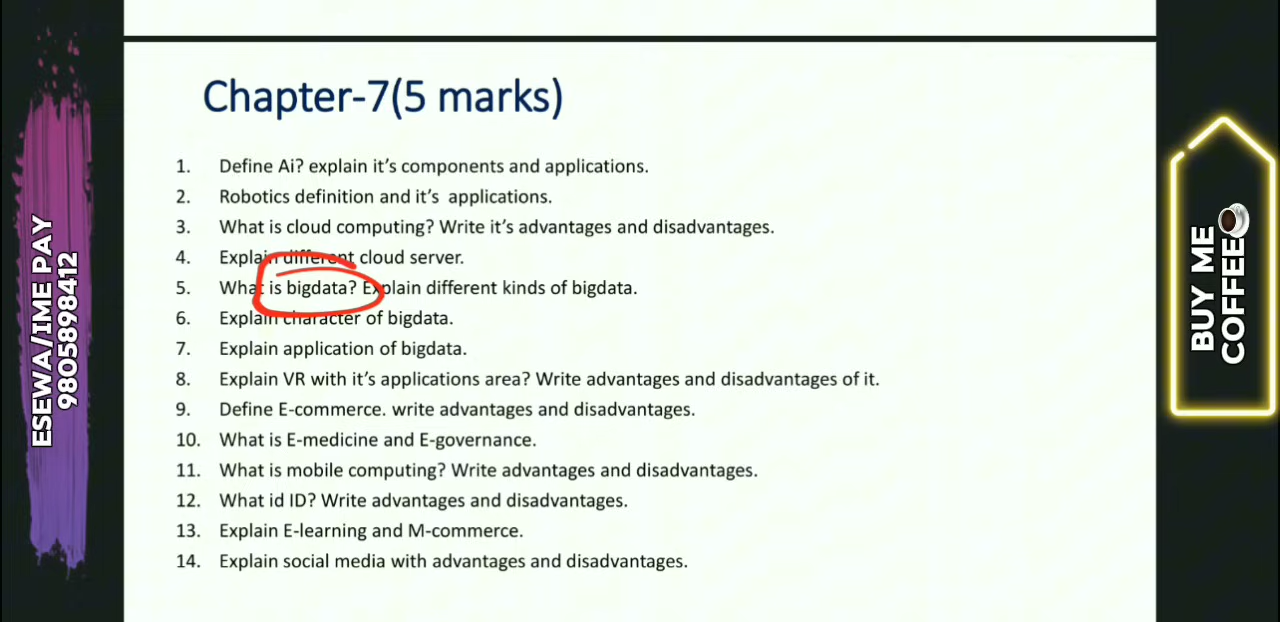 Chapter-7(5 marks)
1. Define Ai? explain it's components and applications.
2. Robotics definition and it's applications.
3. What is cloud computing? Write it's advantages and disadvantages.
4. Explain different cloud server.
5. What is bigdata? Explain different kinds of bigdata.
6. Explain character of bigdata.
7. Explain application of bigdata.
8. Explain VR with it's applications area? Write advantages and disadvantages of it.
9. Define E-commerce. write advantages and disadvantages.
10. What is E-medicine and E-governance.
11. What is mobile computing? Write advantages and disadvantages.
12. What id ID? Write advantages and disadvantages.
13. Explain E-learning and M-commerce.
14. Explain social media with advantages and disadvantages.
ESEWA/IME PAY
9805898412
BUY ME
COFFEE